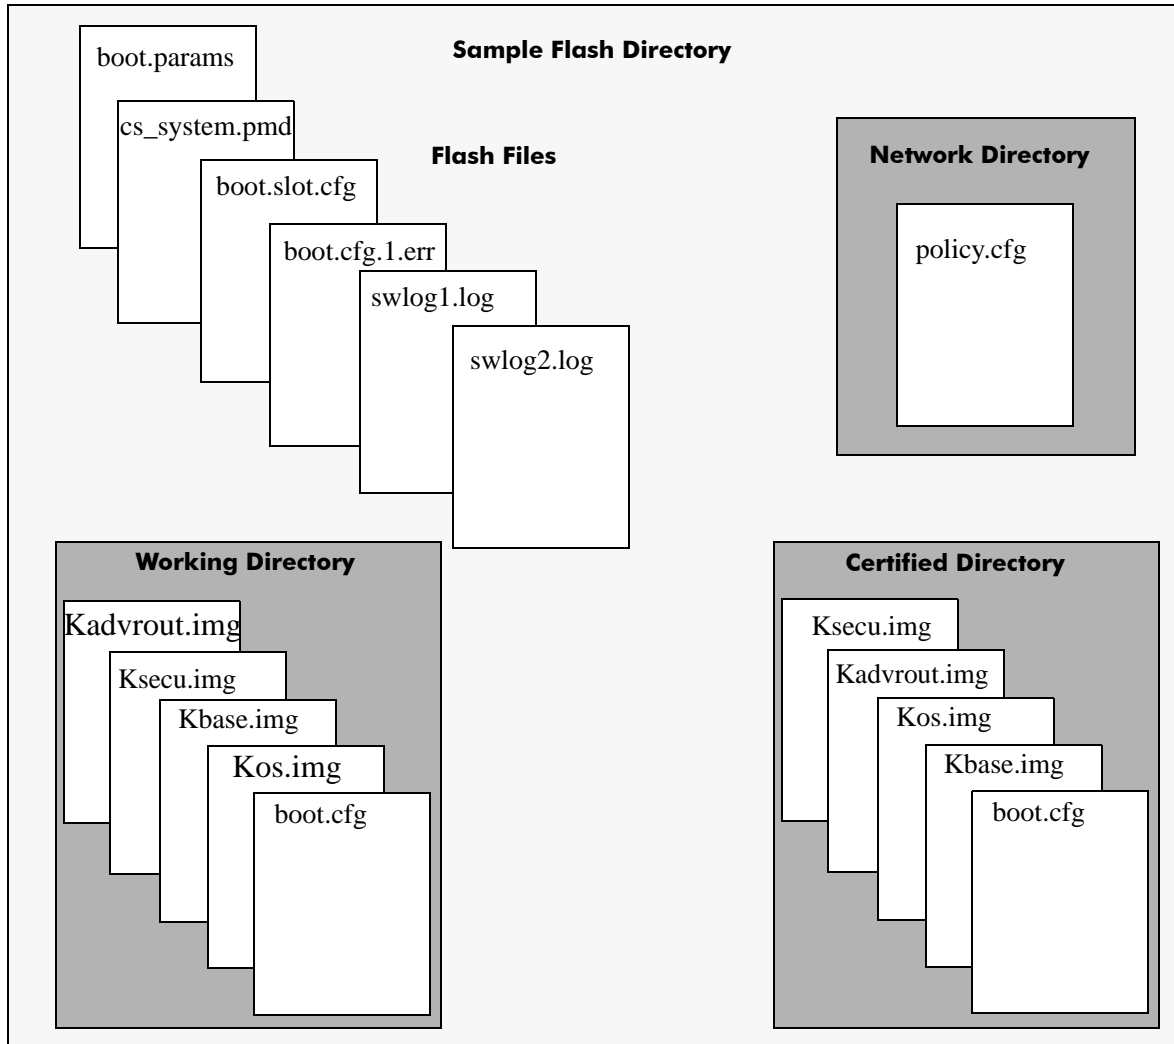 Sample Flash Directory
boot.params
cs_system.pmd
Flash Files
boot.slot.cfg
boot.cfg.1.err
swlog1.log
swlog2.log
Network Directory
policy.cfg
Working Directory
Kadvrout.img
Ksecu.img
Kbase.img
Kos.img
boot.cfg
Certified Directory
Ksecu.img
Kadvrout.img
Kos.img
Kbase.img
boot.cfg